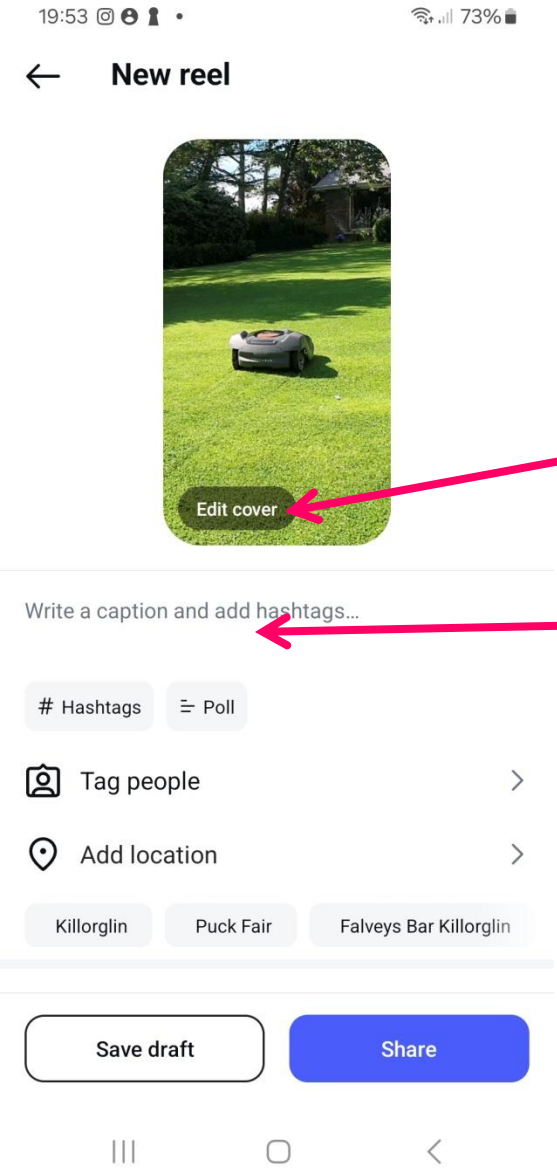 19:53 73%
New reel
Edit cover
Write a caption and add hashtags...
# Hashtags Poll
Tag people
Add location
Killorglin Puck Fair Falveys Bar Killorglin
Save draft Share